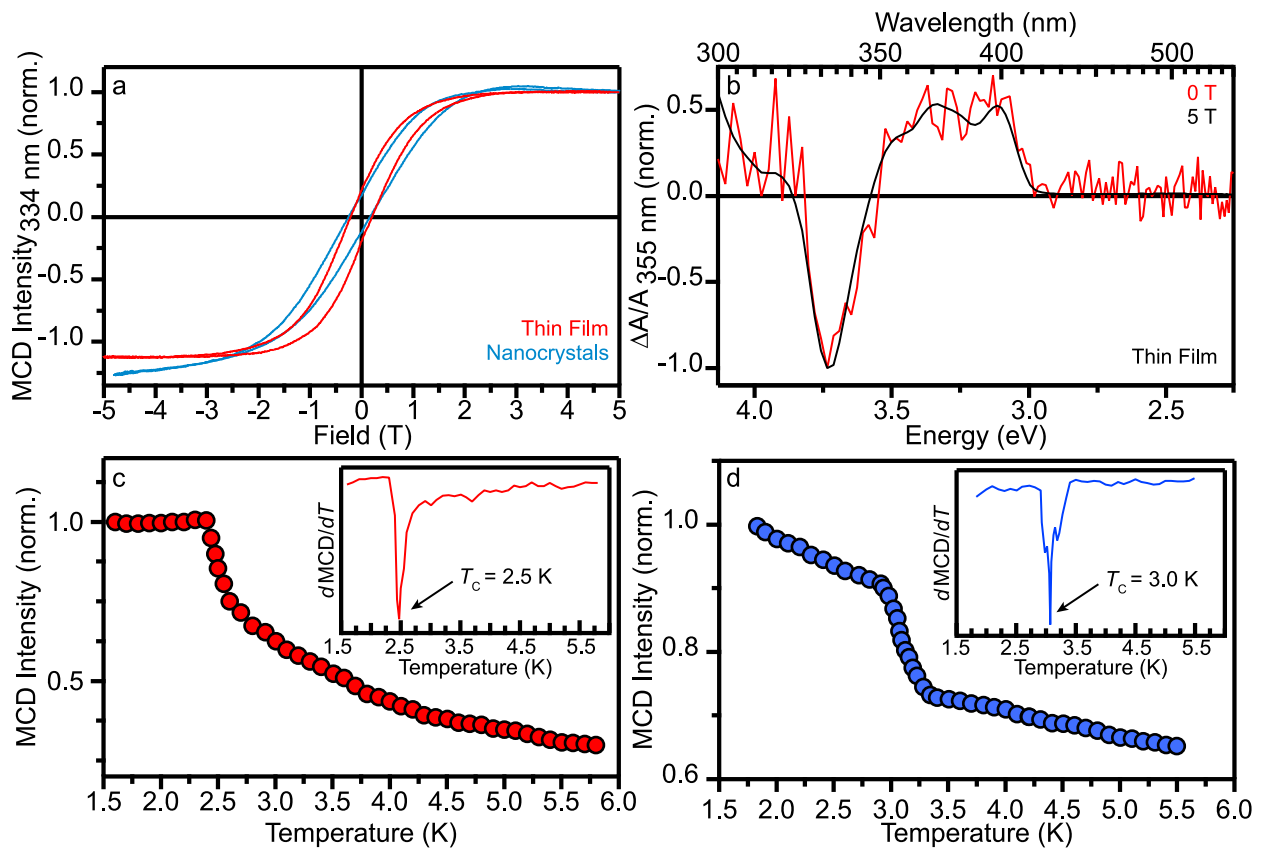 a
MCD Intensity 334 nm (norm.)
1.0
0.5
0.0
-0.5
-1.0
Thin Film
Nanocrystals
-5 -4 -3 -2 -1 0 1 2 3 4 5
Field (T)
Wavelength (nm)
300 350 400 500
b
0 T
5 T
ΔA/A 355 nm (norm.)
0.5
0.0
-0.5
-1.0
Thin Film
4.0 3.5 3.0 2.5
Energy (eV)
c
MCD Intensity (norm.)
1.0
0.5
dMCD/dT
TC = 2.5 K
1.5 2.5 3.5 4.5 5.5
Temperature (K)
1.5 2.0 2.5 3.0 3.5 4.0 4.5 5.0 5.5 6.0
Temperature (K)
d
MCD Intensity (norm.)
1.0
0.8
0.6
dMCD/dT
TC = 3.0 K
1.5 2.5 3.5 4.5 5.5
Temperature (K)
1.5 2.0 2.5 3.0 3.5 4.0 4.5 5.0 5.5 6.0
Temperature (K)